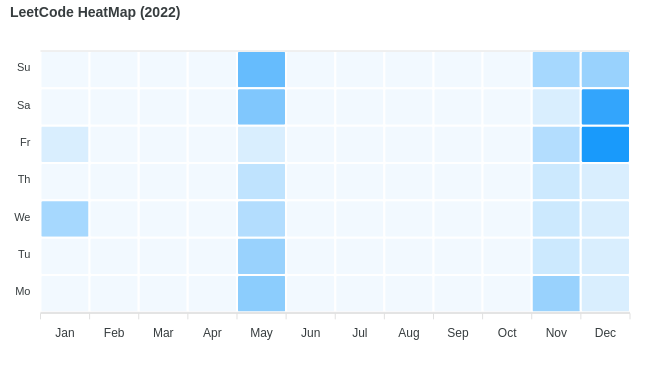 LeetCode HeatMap (2022)
Su
Sa
Fr
Th
We
Tu
Mo
Jan Feb Mar Apr May Jun Jul Aug Sep Oct Nov Dec